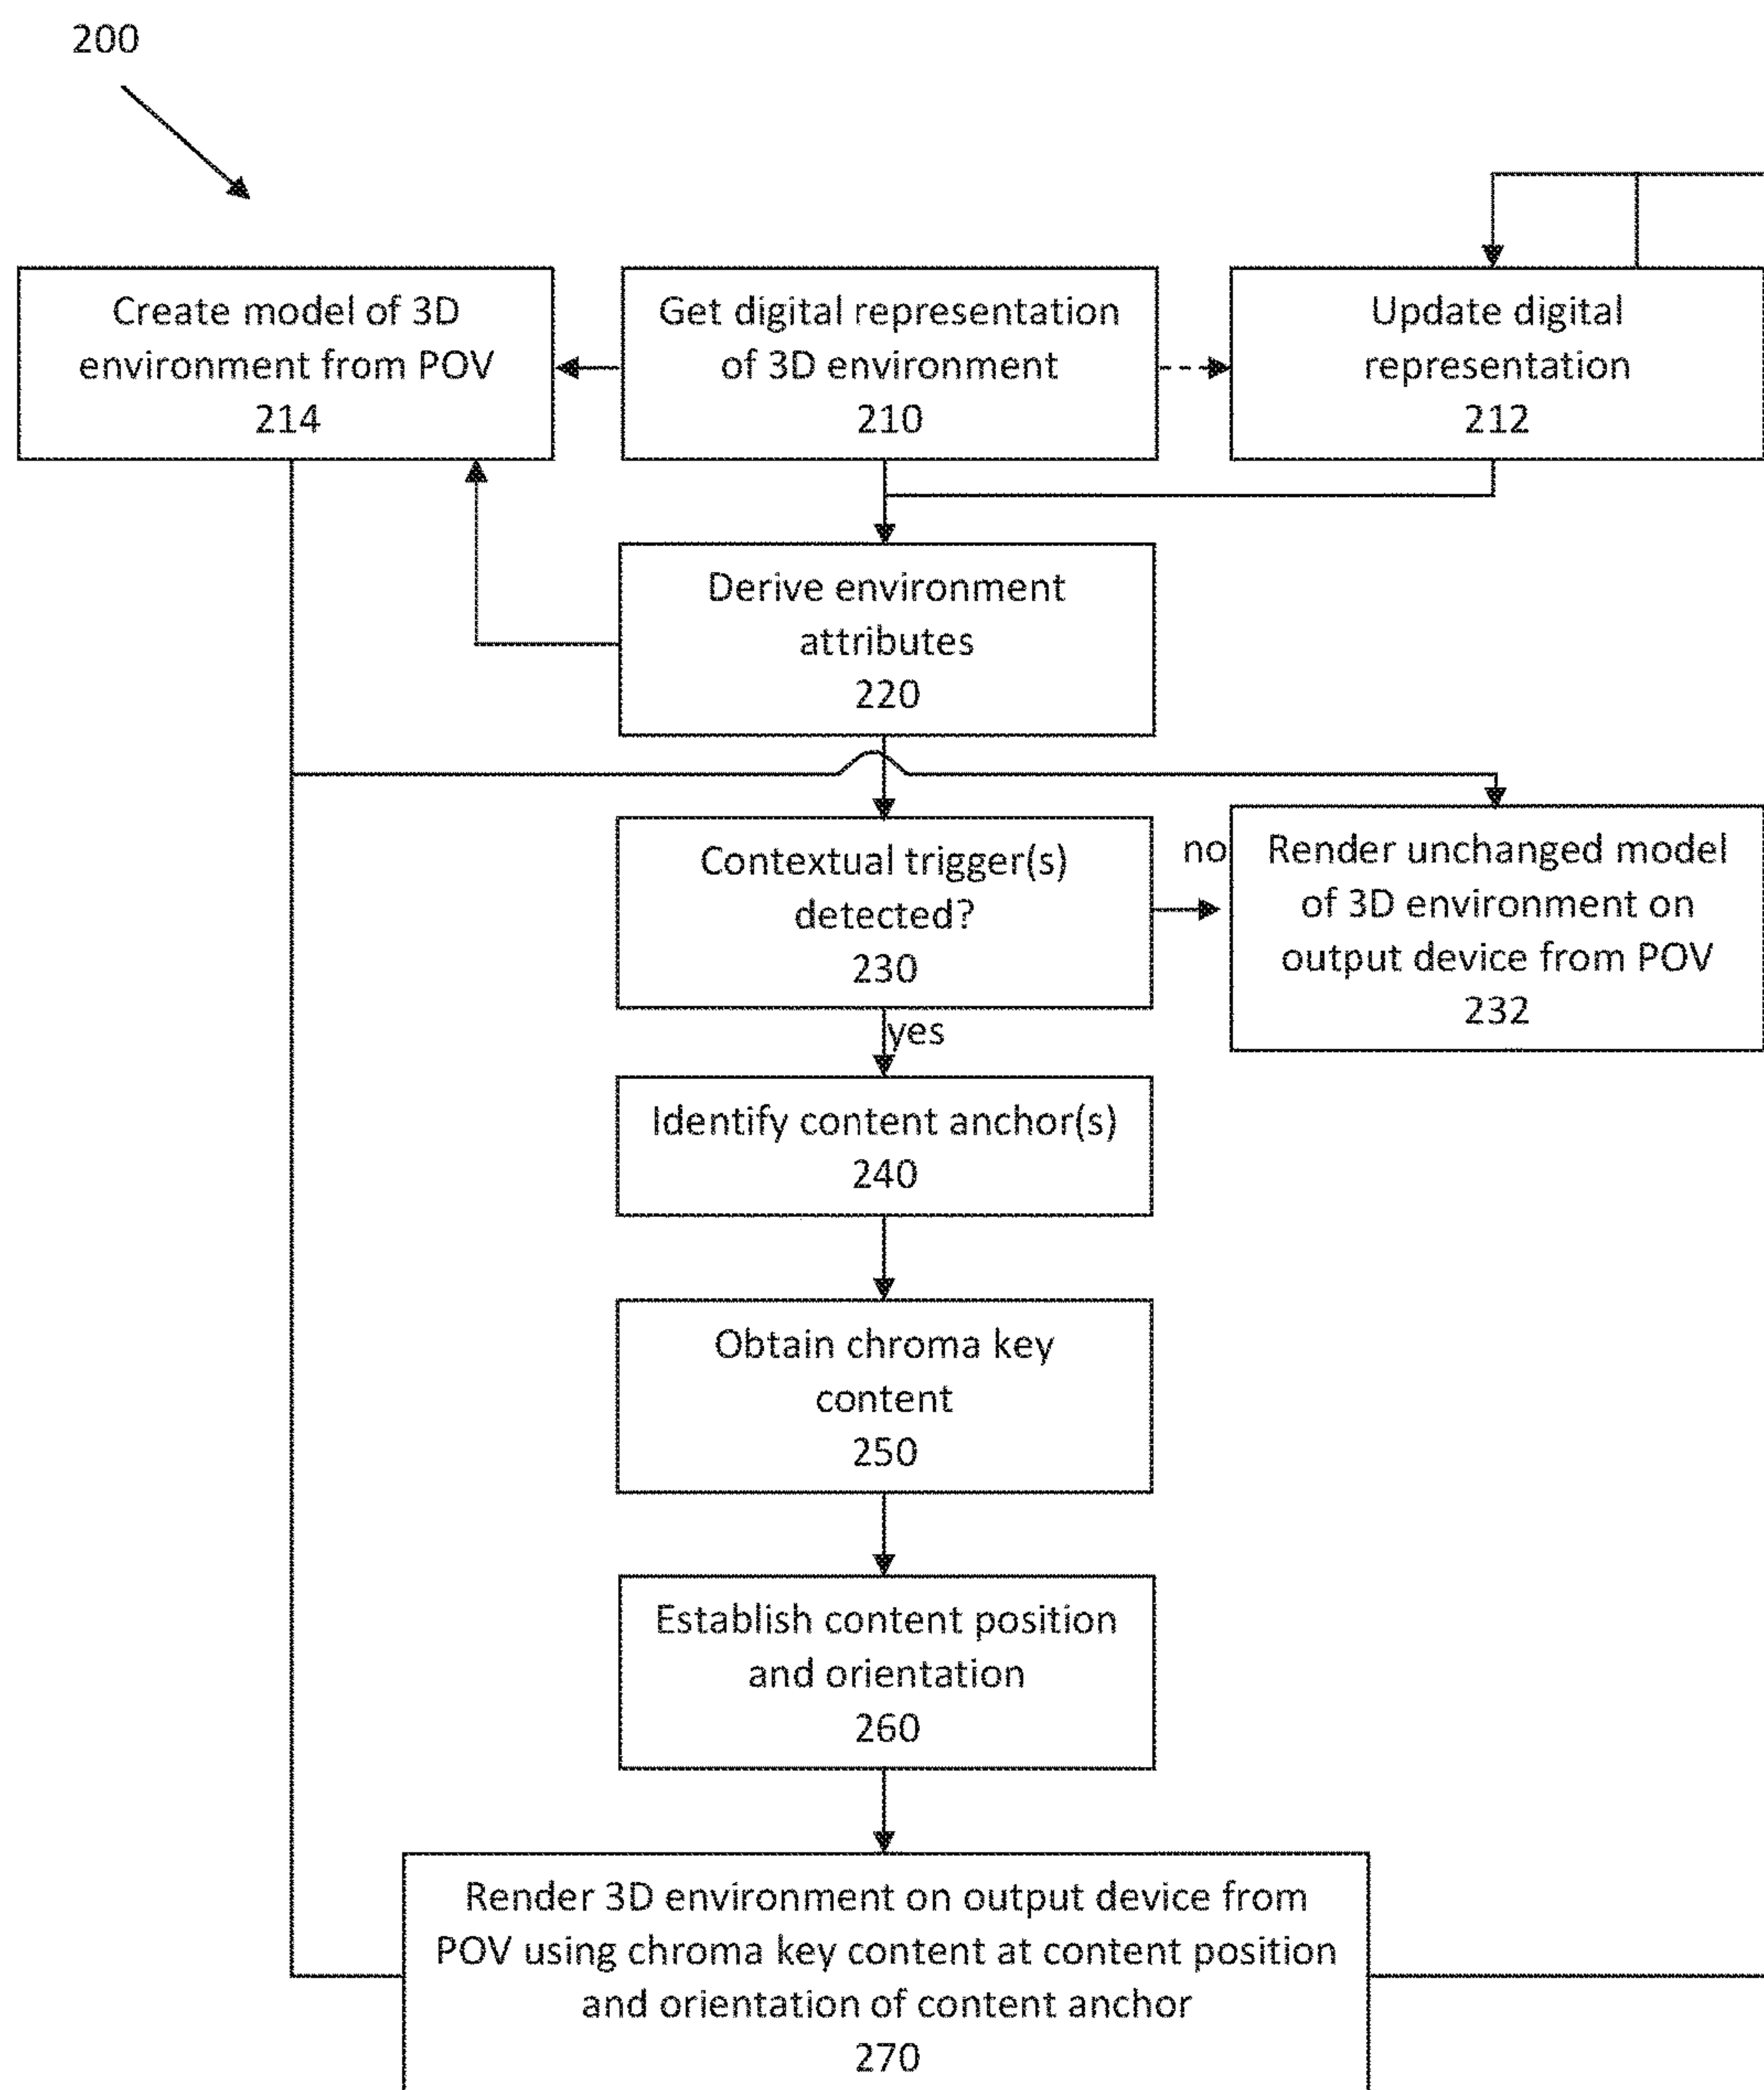 200
Create model of 3D
environment from POV
214
Get digital representation
of 3D environment
210
Update digital
representation
212
Derive environment
attributes
220
Contextual trigger(s)
detected?
230
no
Render unchanged model
of 3D environment on
output device from POV
232
yes
Identify content anchor(s)
240
Obtain chroma key
content
250
Establish content position
and orientation
260
Render 3D environment on output device from
POV using chroma key content at content position
and orientation of content anchor
270